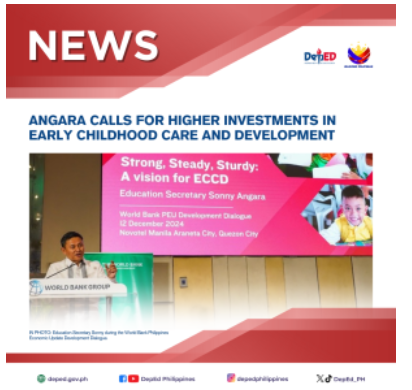 NEWS
DepED
ANGARA CALLS FOR HIGHER INVESTMENTS IN
EARLY CHILDHOOD CARE AND DEVELOPMENT
Strong, Steady, Sturdy:
A vision for ECCD
Education Secretary Sonny Angara
World Bank PEU Development Dialogue
12 December 2024
Novotel Manila Araneta City, Quezon City
WORLD BANK GROUP
IN PHOTO: Education Secretary Sonny during the World Bank Philippines
Economic Update Development Dialogue.
deped.gov.ph
DepEd Philippines
depedphilippines
DepEd_PH